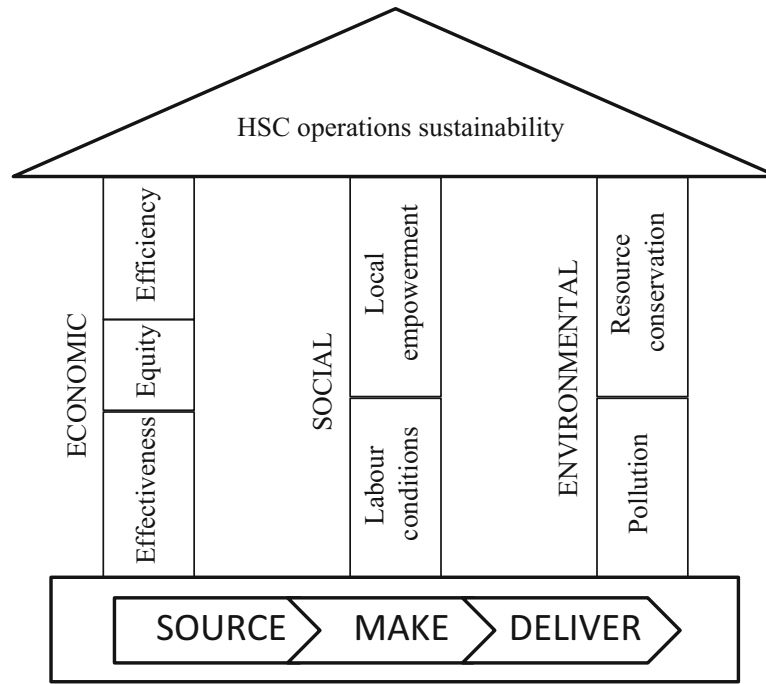 HSC operations sustainability
ECONOMIC
Efficiency
Equity
Effectiveness
SOCIAL
Local
empowerment
Labour
conditions
ENVIRONMENTAL
Resource
conservation
Pollution
SOURCE
MAKE
DELIVER